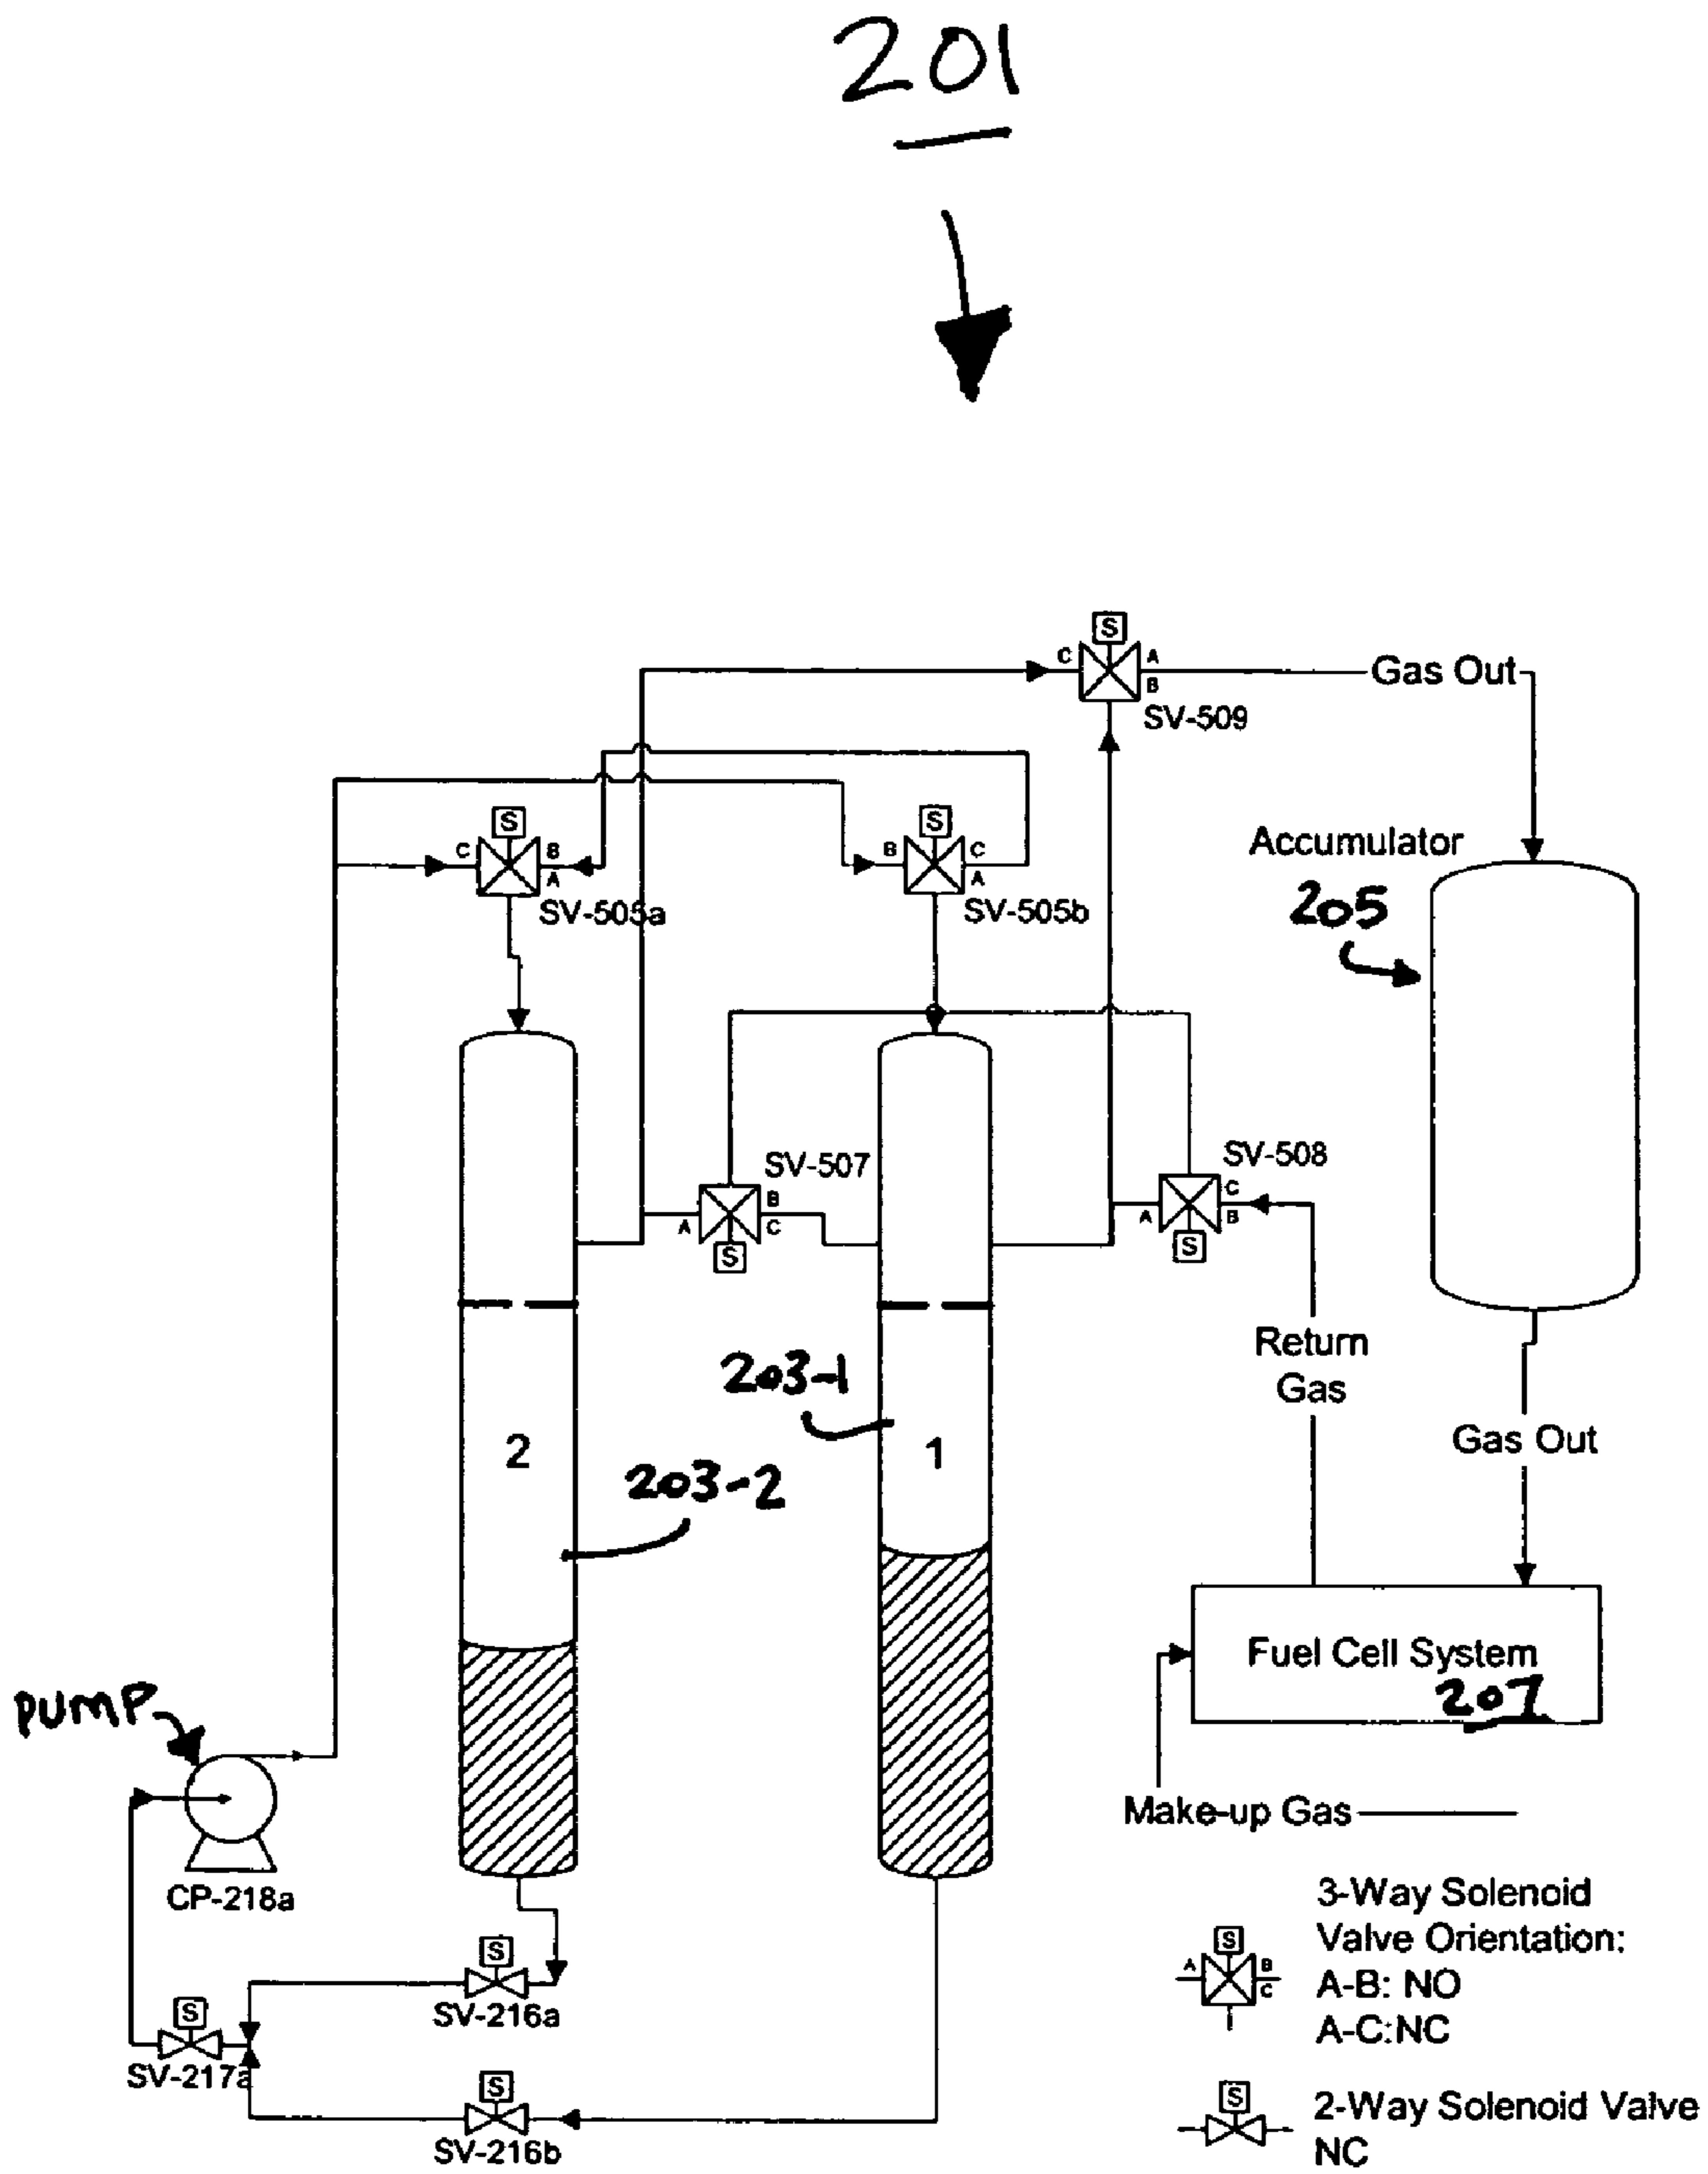 201
S
C
A
B
Gas Out
SV-509
S
C
B
A
SV-505a
S
B
C
A
SV-505b
Accumulator
205
SV-507
A
B
C
S
SV-508
A
C
B
S
Return
Gas
Gas Out
203-1
2
1
203-2
Fuel Cell System
207
PUMP
Make-up Gas
CP-218a
S
SV-216a
S
SV-217a
S
SV-216b
S
A
B
C
3-Way Solenoid
Valve Orientation:
A-B: NO
A-C:NC
S
2-Way Solenoid Valve
NC